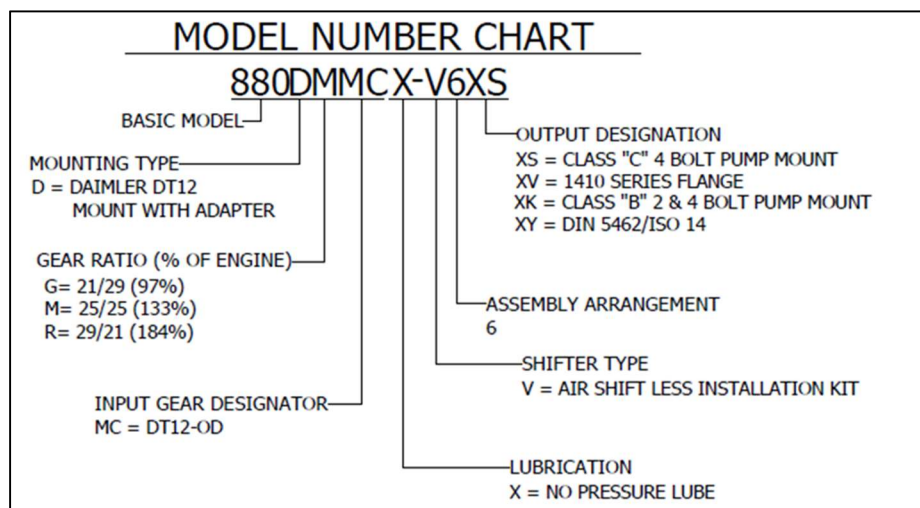 MODEL NUMBER CHART
880DMMCX-V6XS
BASIC MODEL
MOUNTING TYPE
D = DAIMLER DT12
MOUNT WITH ADAPTER
GEAR RATIO (% OF ENGINE)
G= 21/29 (97%)
M= 25/25 (133%)
R= 29/21 (184%)
INPUT GEAR DESIGNATOR
MC = DT12-OD
OUTPUT DESIGNATION
XS = CLASS "C" 4 BOLT PUMP MOUNT
XV = 1410 SERIES FLANGE
XK = CLASS "B" 2 & 4 BOLT PUMP MOUNT
XY = DIN 5462/ISO 14
ASSEMBLY ARRANGEMENT
6
SHIFTER TYPE
V = AIR SHIFT LESS INSTALLATION KIT
LUBRICATION
X = NO PRESSURE LUBE